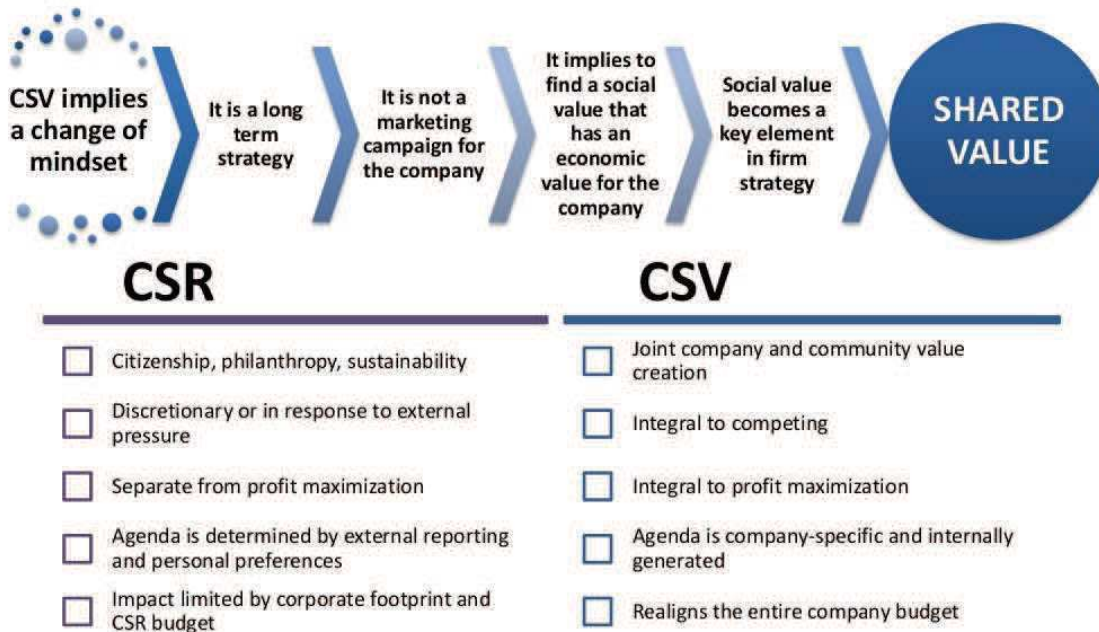 CSV implies
a change of
mindset
It is a long
term
strategy
It is not a
marketing
campaign for
the company
It implies to
find a social
value that
has an
economic
value for the
company
Social value
becomes a
key element
in firm
strategy
SHARED
VALUE
CSR
Citizenship, philanthropy, sustainability
Discretionary or in response to external
pressure
Separate from profit maximization
Agenda is determined by external reporting
and personal preferences
Impact limited by corporate footprint and
CSR budget
CSV
Joint company and community value
creation
Integral to competing
Integral to profit maximization
Agenda is company-specific and internally
generated
Realigns the entire company budget